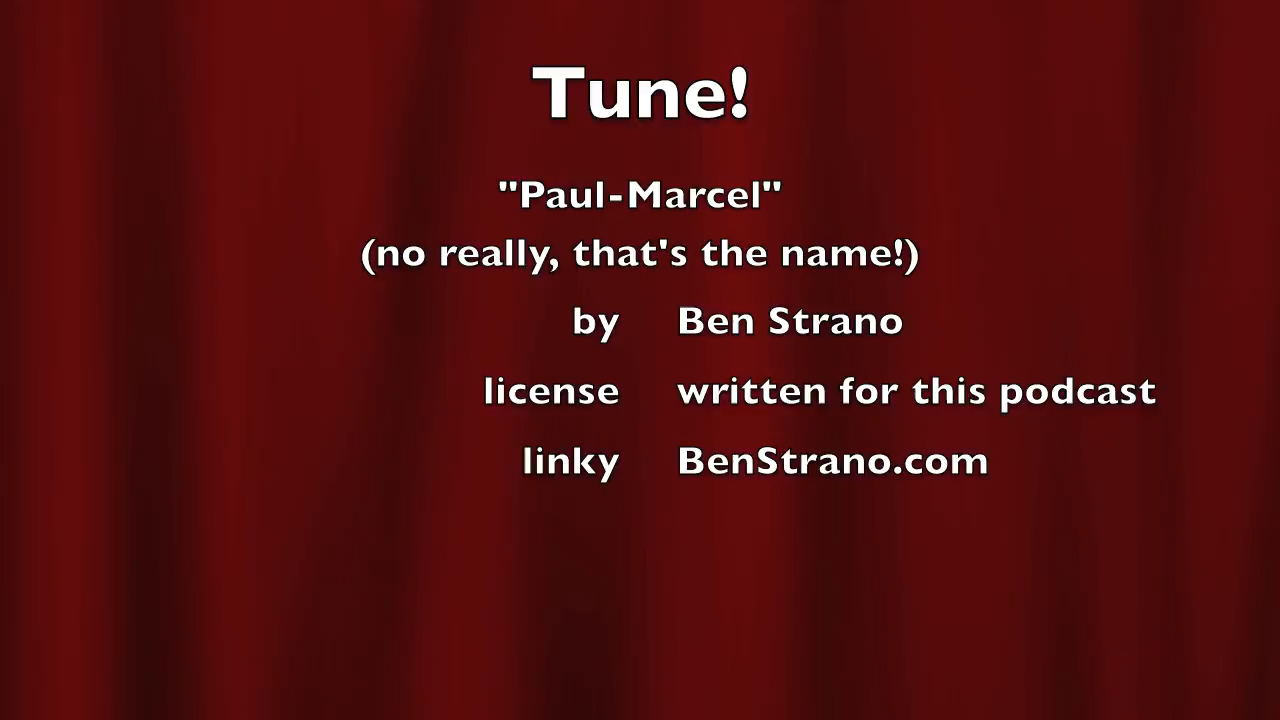 Tune!
"Paul-Marcel"
(no really, that's the name!)
by Ben Strano
license written for this podcast
linky BenStrano.com